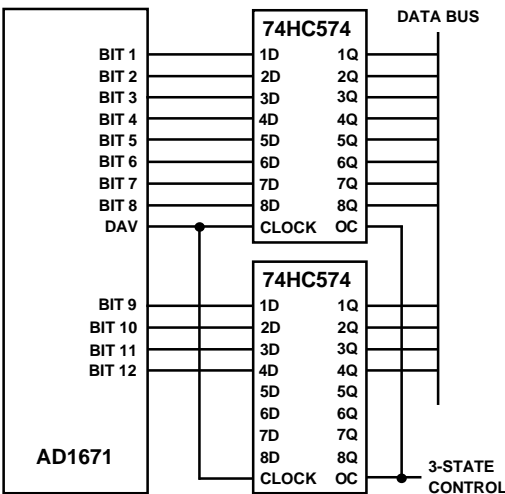 DATA BUS
74HC574
BIT 1 1D 1Q
BIT 2 2D 2Q
BIT 3 3D 3Q
BIT 4 4D 4Q
BIT 5 5D 5Q
BIT 6 6D 6Q
BIT 7 7D 7Q
BIT 8 8D 8Q
DAV CLOCK OC
74HC574
BIT 9 1D 1Q
BIT 10 2D 2Q
BIT 11 3D 3Q
BIT 12 4D 4Q
5D 5Q
6D 6Q
7D 7Q
8D 8Q
CLOCK OC
AD1671
3-STATE
CONTROL